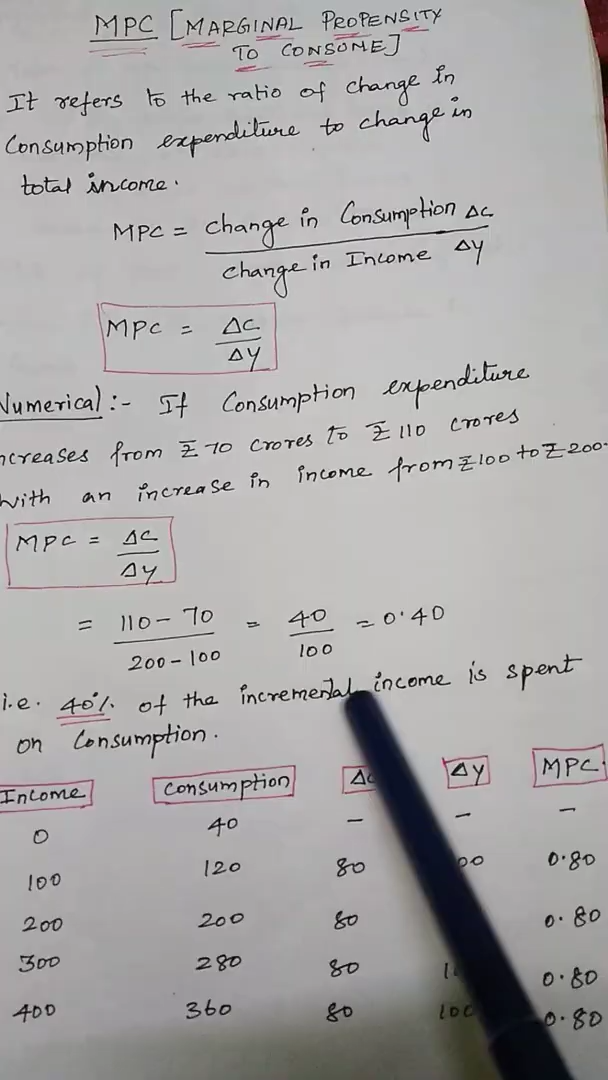 MPC [MARGINAL PROPENSITY
TO CONSUME]
It refers to the ratio of change in
Consumption expenditure to change in
total income.
MPC = change in Consumption ΔC
change in Income ΔY
MPC = ΔC
ΔY
Numerical:- If Consumption expenditure
ncreases from ₹70 crores to ₹110 crores
with an increase in income from ₹100 to ₹200.
MPC = ΔC
ΔY
= 110-70 = 40 = 0.40
200-100 100
i.e. 40% of the incremental income is spent
on Consumption.
Income Consumption ΔY MPC
0 40 - - -
100 120 80 0.80
200 200 80 0.80
300 280 80 0.80
400 360 80 100 0.80